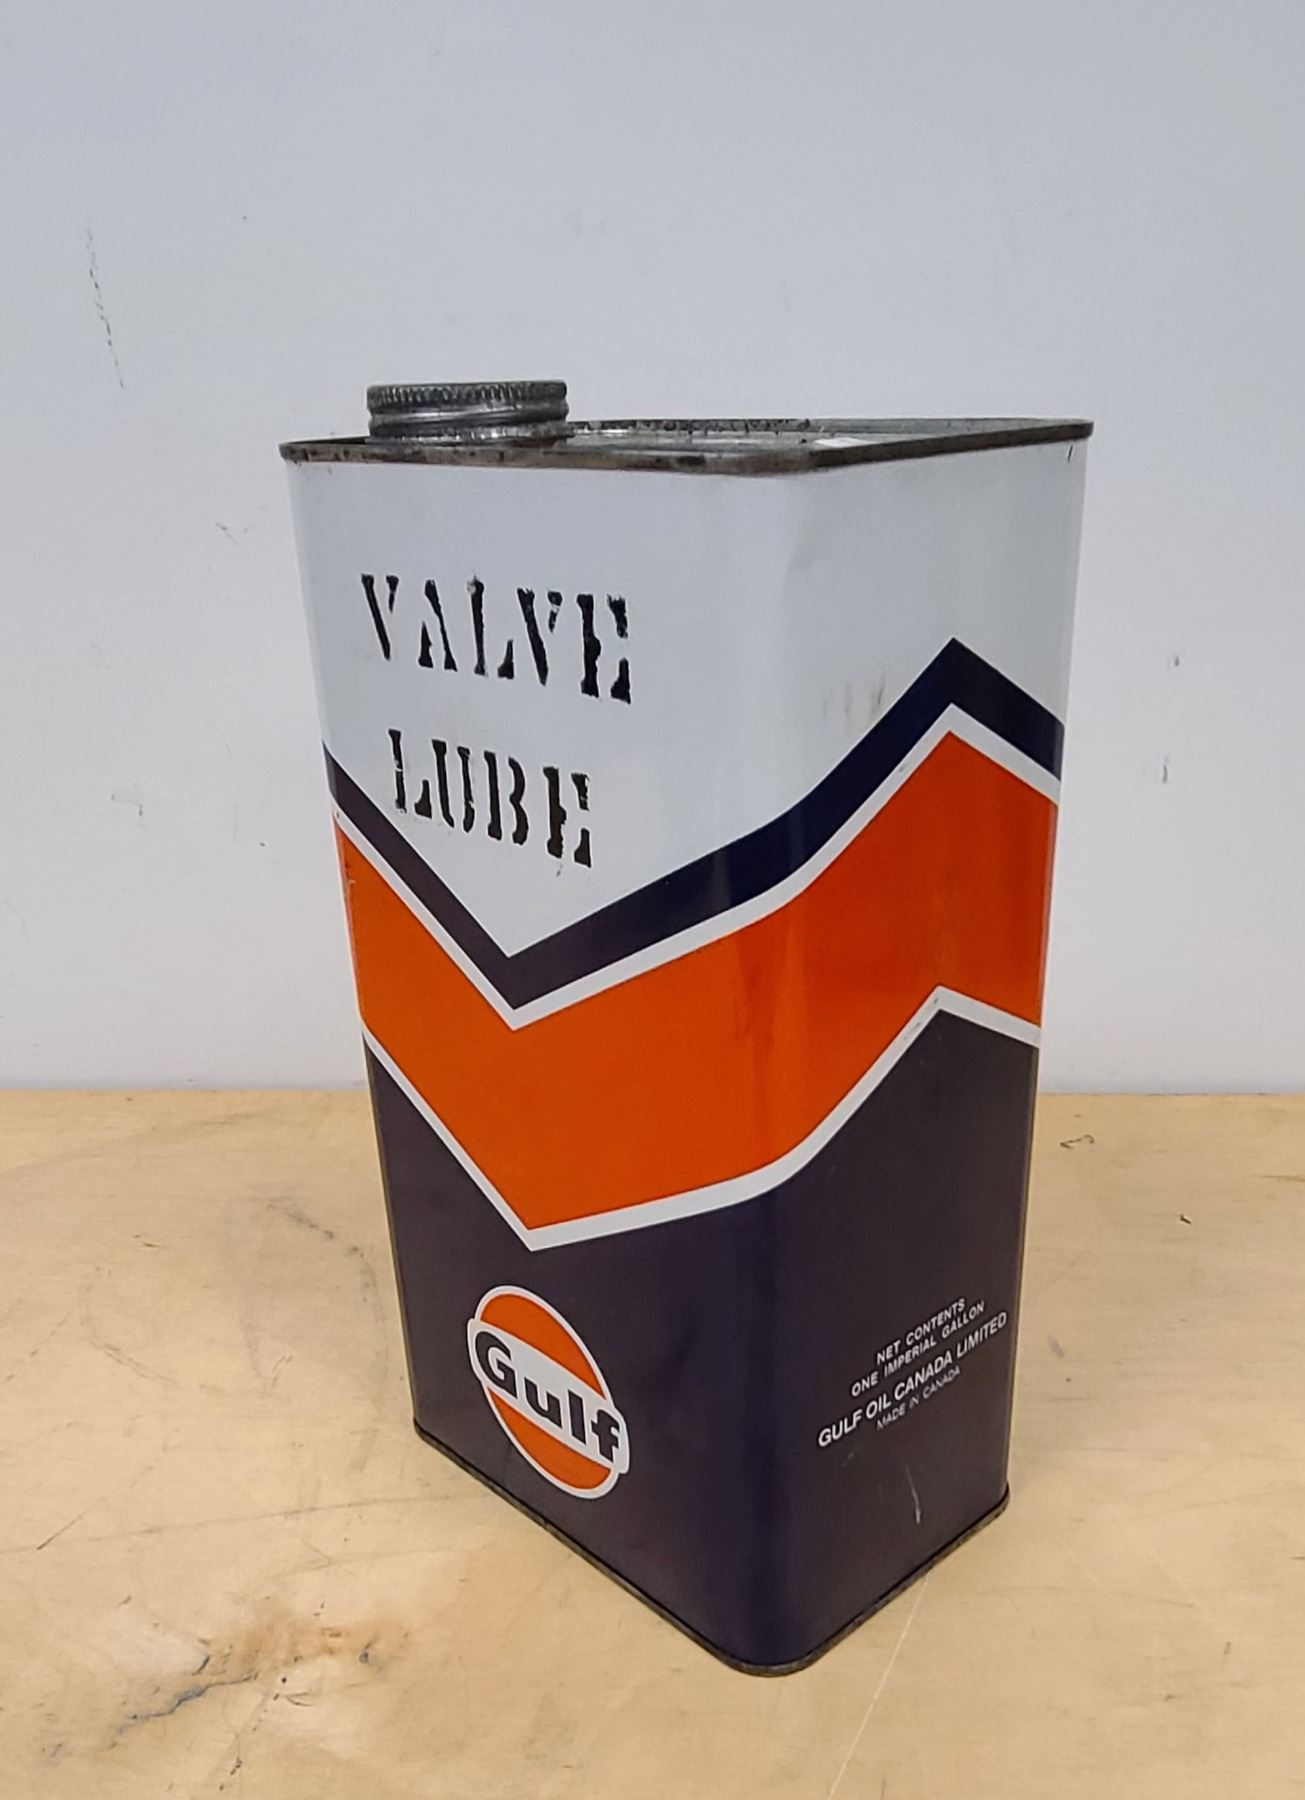 VALVE
LUBE
Gulf
NET CONTENTS
ONE IMPERIAL GALLON
GULF OIL CANADA LIMITED
MADE IN CANADA